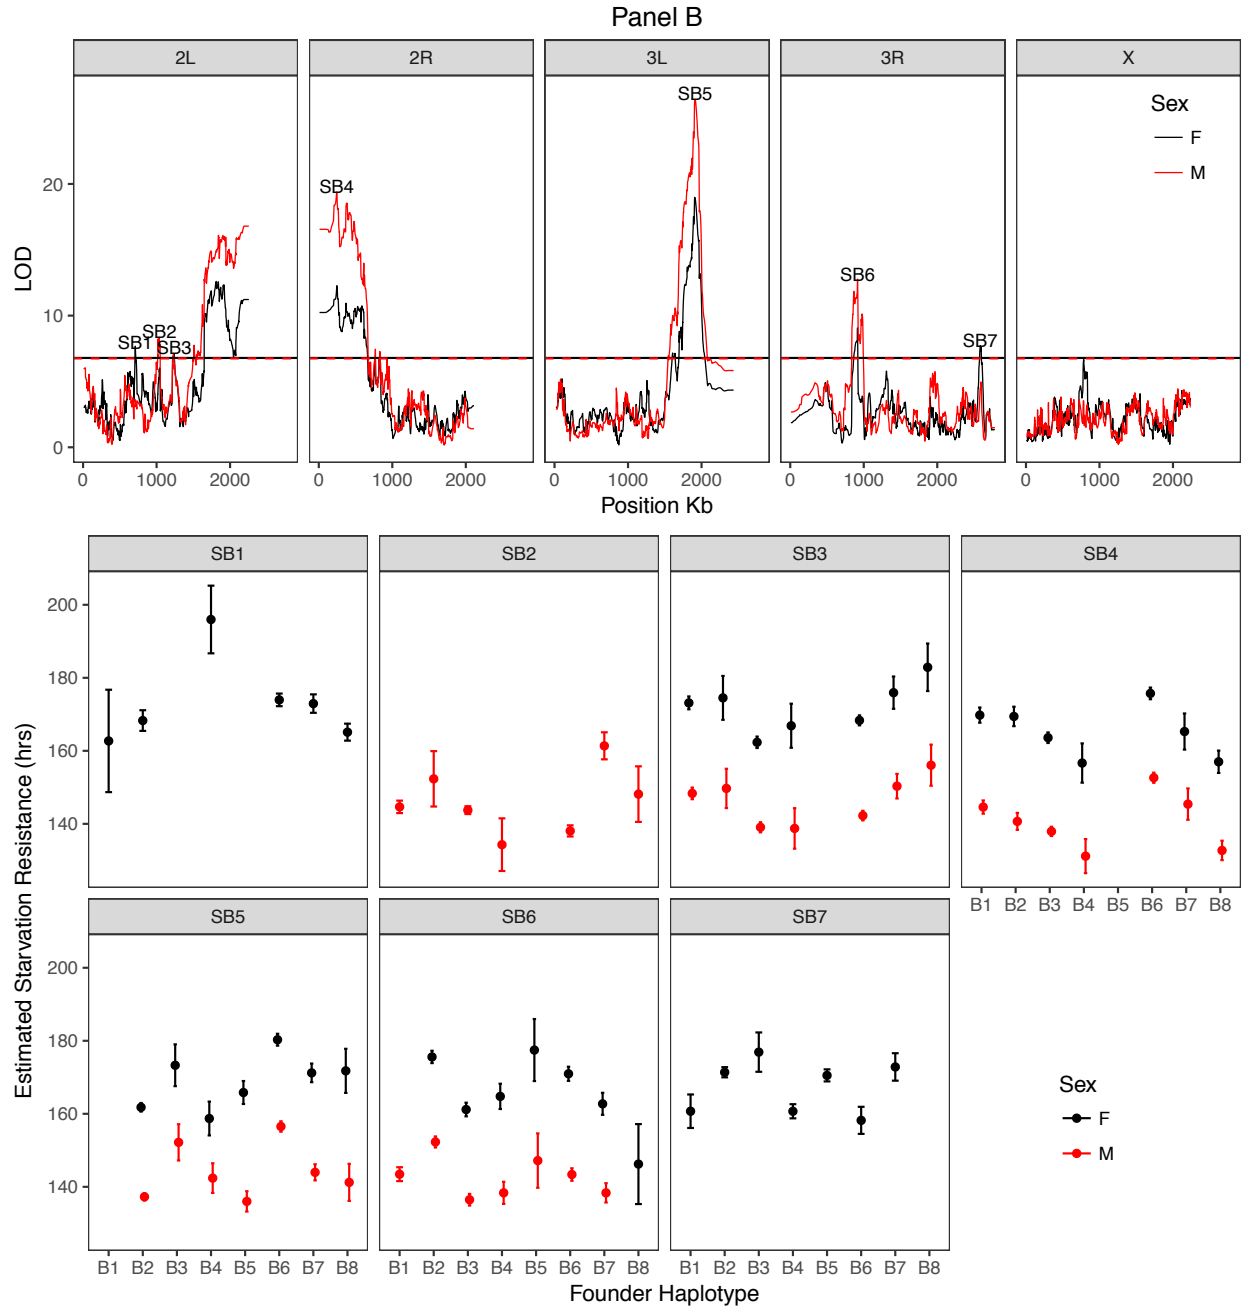 Panel B
2L 2R 3L 3R X
LOD
20
10
0
SB1
SB2
SB3
SB4
SB5
SB6
SB7
Sex
F
M
0 1000 2000 0 1000 2000 0 1000 2000 0 1000 2000 0 1000 2000
Position Kb
SB1 SB2 SB3 SB4
Estimated Starvation Resistance (hrs)
200
180
160
140
B1 B2 B3 B4 B5 B6 B7 B8
SB5 SB6 SB7
200
180
160
140
Sex
F
M
B1 B2 B3 B4 B5 B6 B7 B8 B1 B2 B3 B4 B5 B6 B7 B8 B1 B2 B3 B4 B5 B6 B7 B8
Founder Haplotype